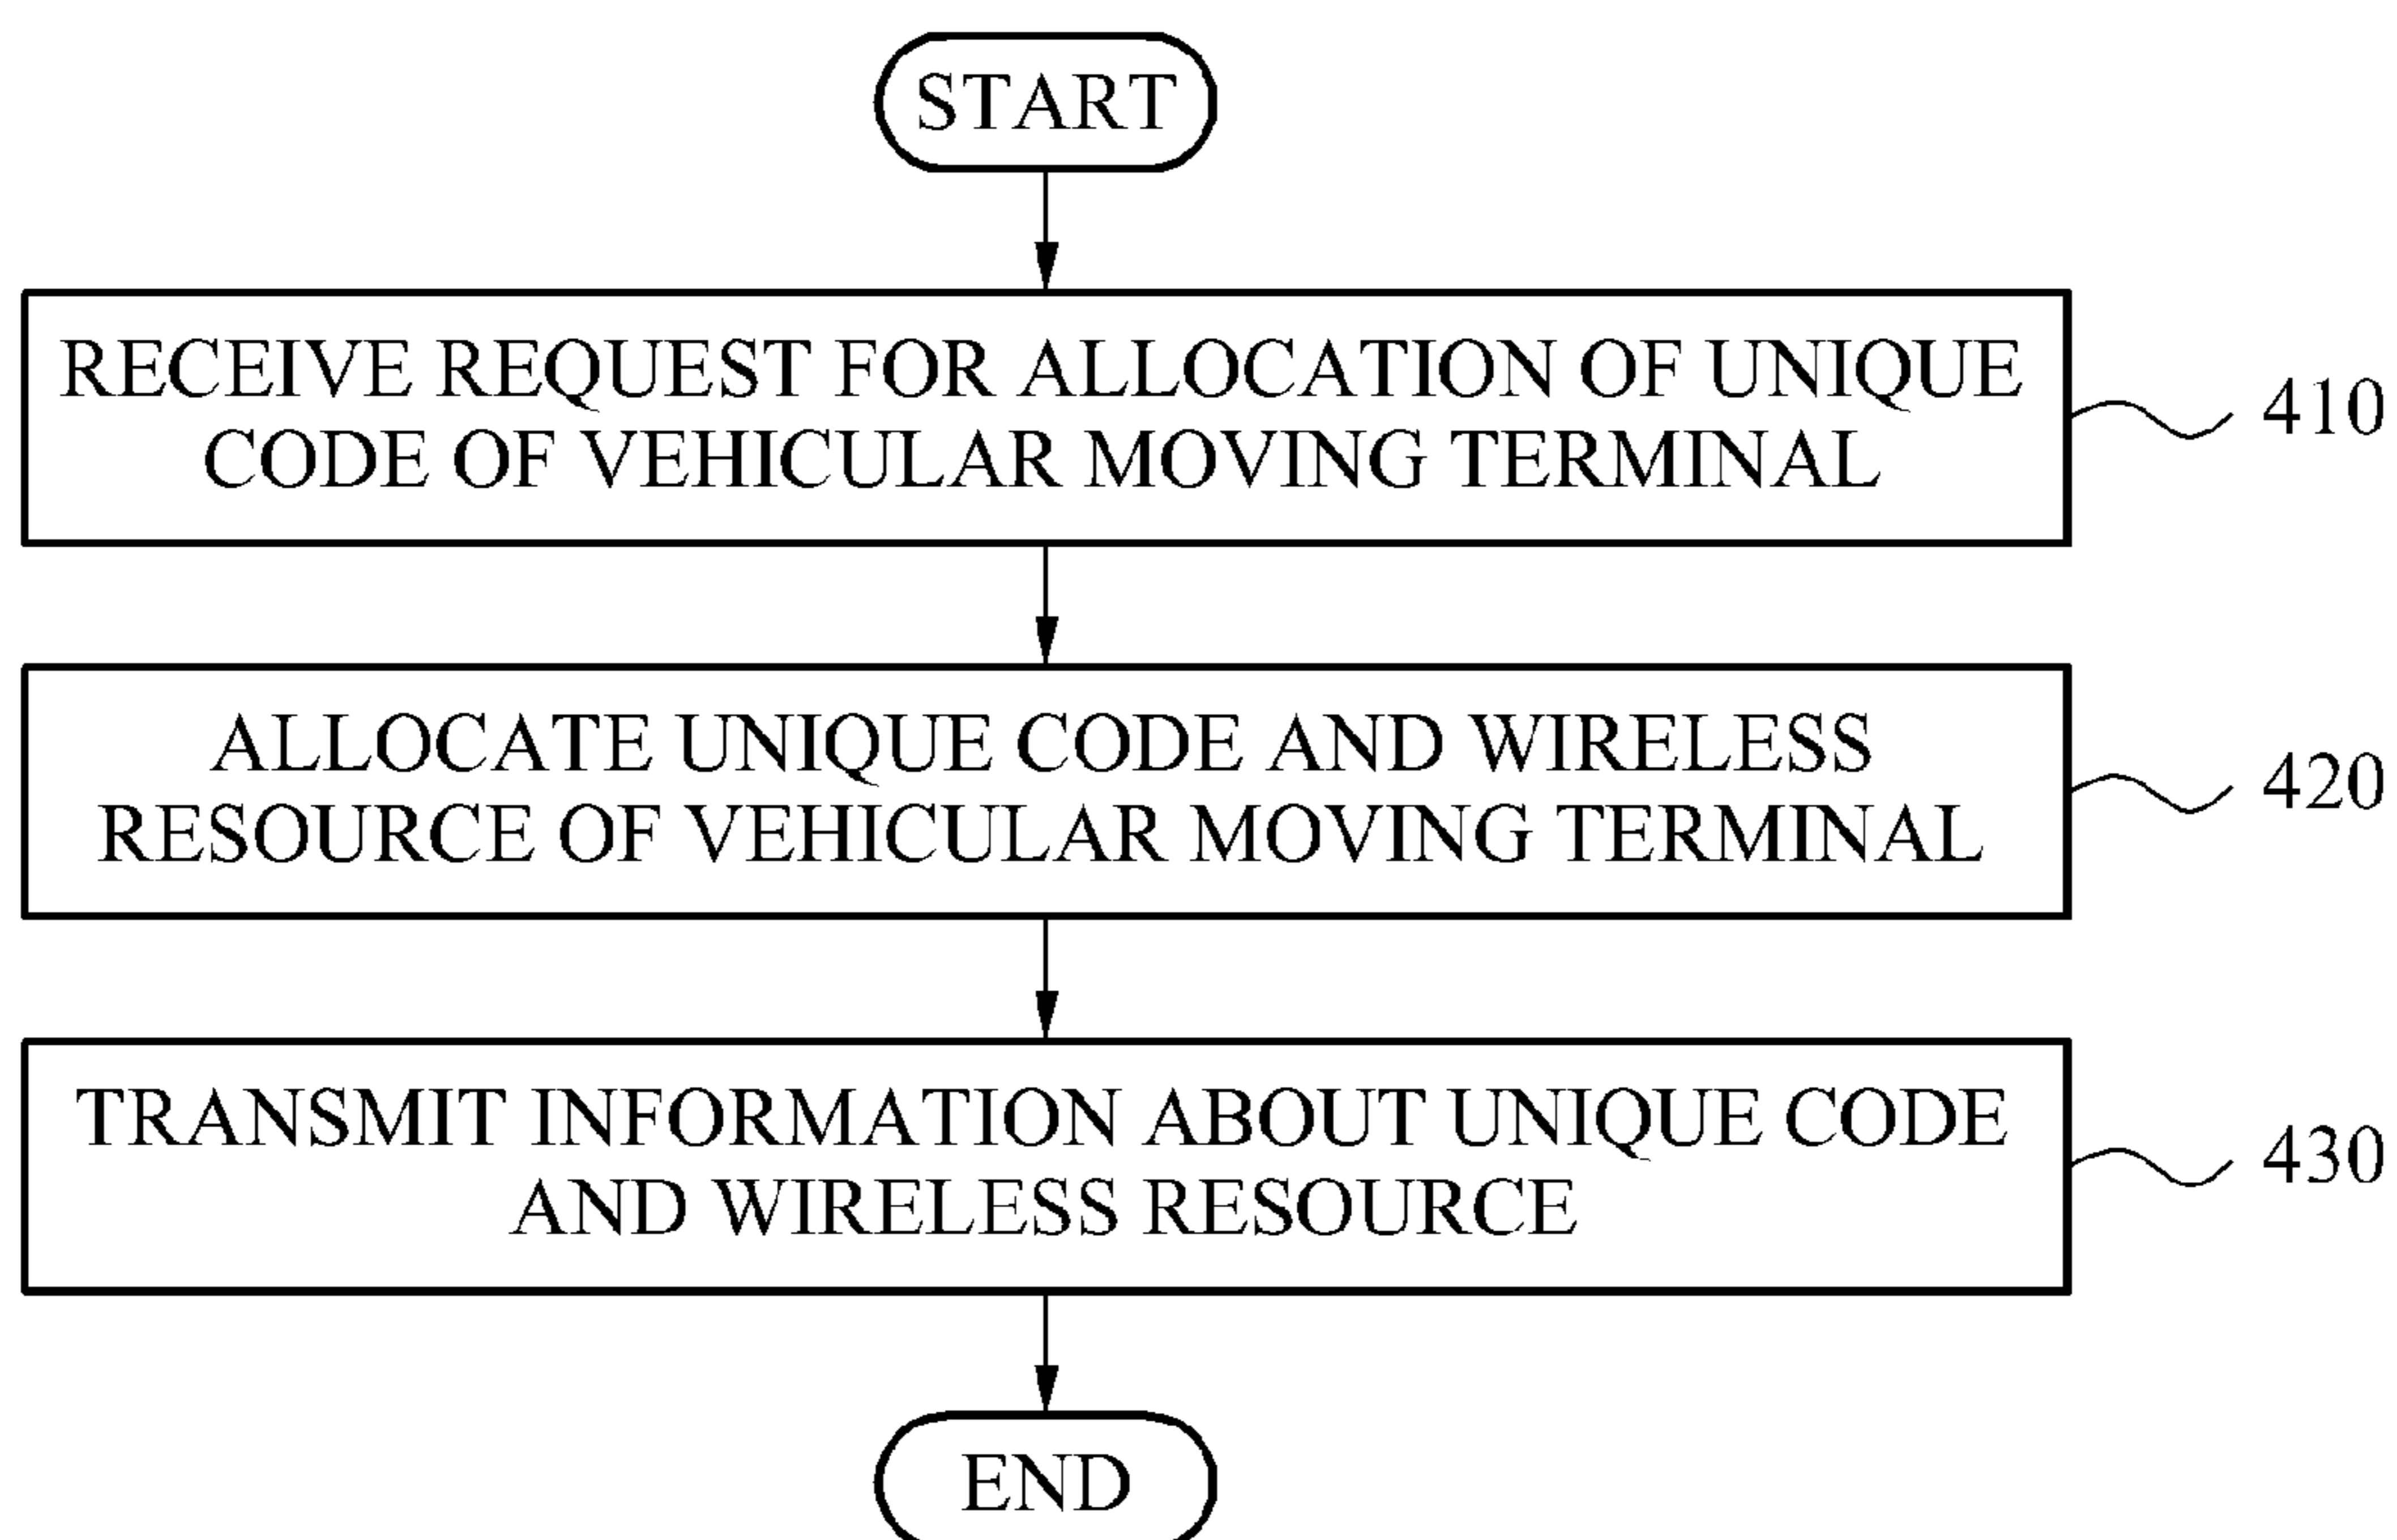 START
RECEIVE REQUEST FOR ALLOCATION OF UNIQUE
CODE OF VEHICULAR MOVING TERMINAL
410
ALLOCATE UNIQUE CODE AND WIRELESS
RESOURCE OF VEHICULAR MOVING TERMINAL
420
TRANSMIT INFORMATION ABOUT UNIQUE CODE
AND WIRELESS RESOURCE
430
END